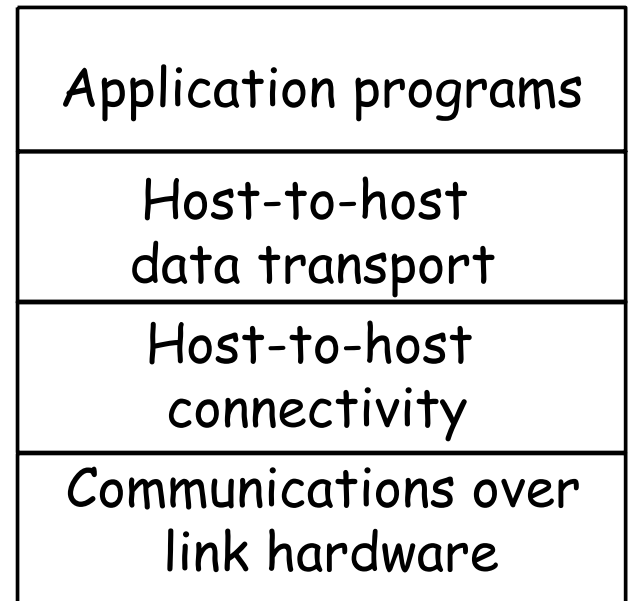 Application programs
Host-to-host
data transport
Host-to-host
connectivity
Communications over
link hardware